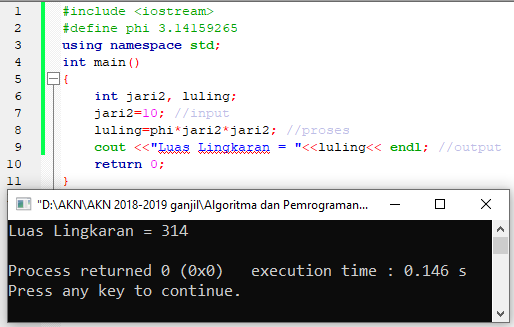 1 #include <iostream>
2 #define phi 3.14159265
3 using namespace std;
4 int main()
5 {
6 int jari2, luling;
7 jari2=10; //input
8 luling=phi*jari2*jari2; //proses
9 cout <<"Luas Lingkaran = "<<luling<< endl; //output
10 return 0;
11 }
"D:\AKN\AKN 2018-2019 ganjil\Algoritma dan Pemrograman...
Luas Lingkaran = 314
Process returned 0 (0x0) execution time : 0.146 s
Press any key to continue.